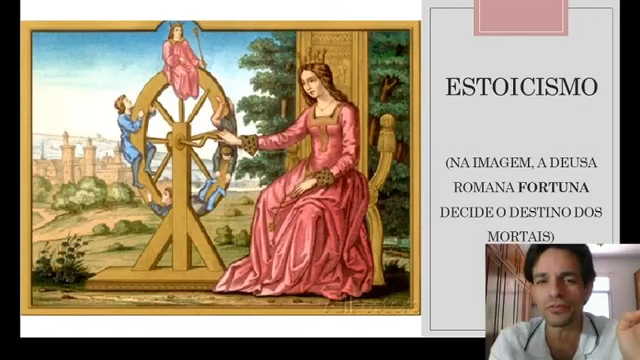 ESTOICISMO
(NA IMAGEM, A DEUSA
ROMANA FORTUNA
DECIDE O DESTINO DOS
MORTAIS)